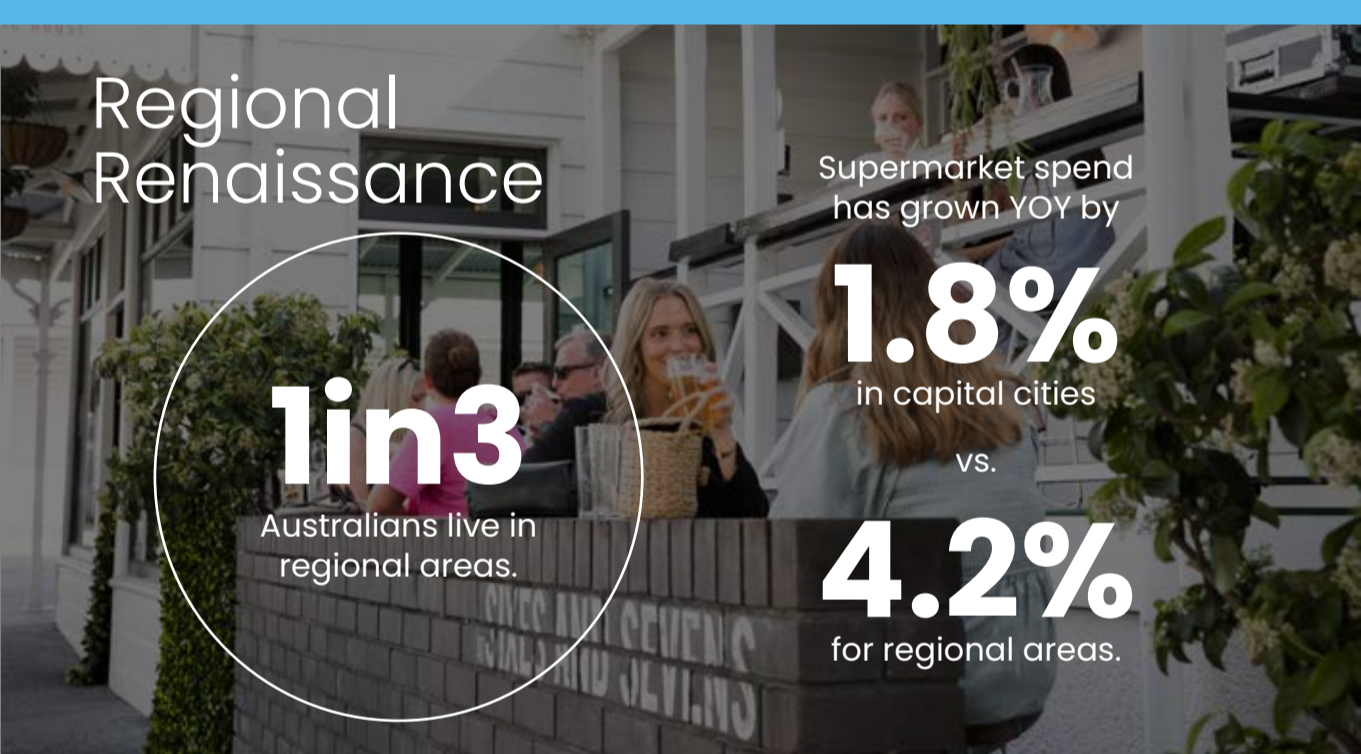 Regional
Renaissance
1in3
Australians live in
regional areas.
Supermarket spend
has grown YOY by
1.8%
in capital cities
vs.
4.2%
for regional areas.
SIXES AND SEVENS